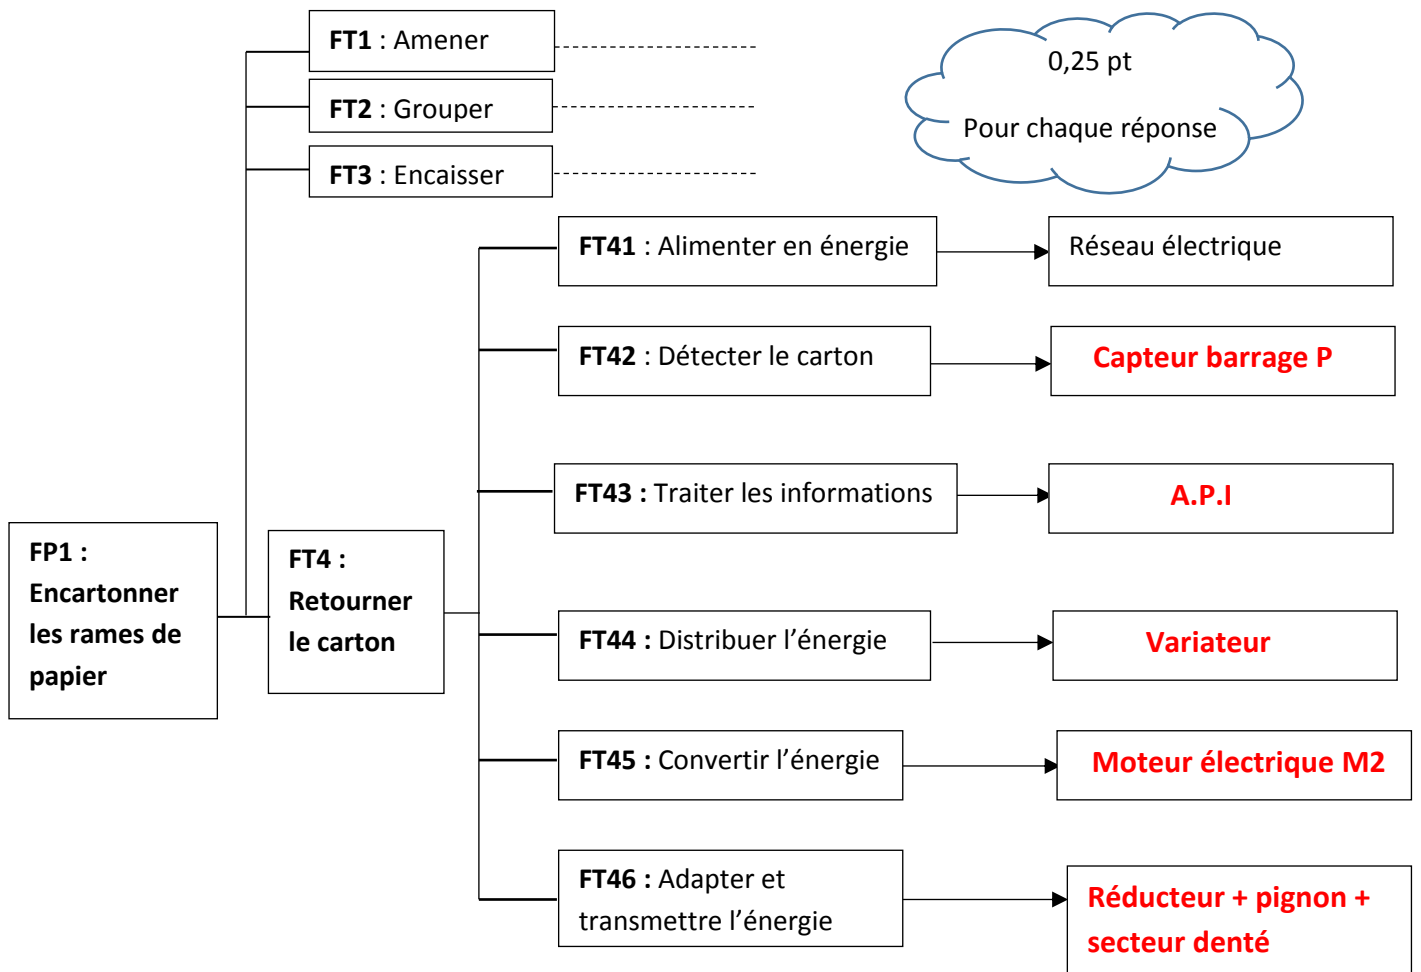 FT1 : Amener
FT2 : Grouper
FT3 : Encaisser
0,25 pt
Pour chaque réponse
FT41 : Alimenter en énergie
Réseau électrique
FT42 : Détecter le carton
Capteur barrage P
FT43 : Traiter les informations
A.P.I
FP1 :
Encartonner
les rames de
papier
FT4 :
Retourner
le carton
FT44 : Distribuer l’énergie
Variateur
FT45 : Convertir l’énergie
Moteur électrique M2
FT46 : Adapter et
transmettre l’énergie
Réducteur + pignon +
secteur denté